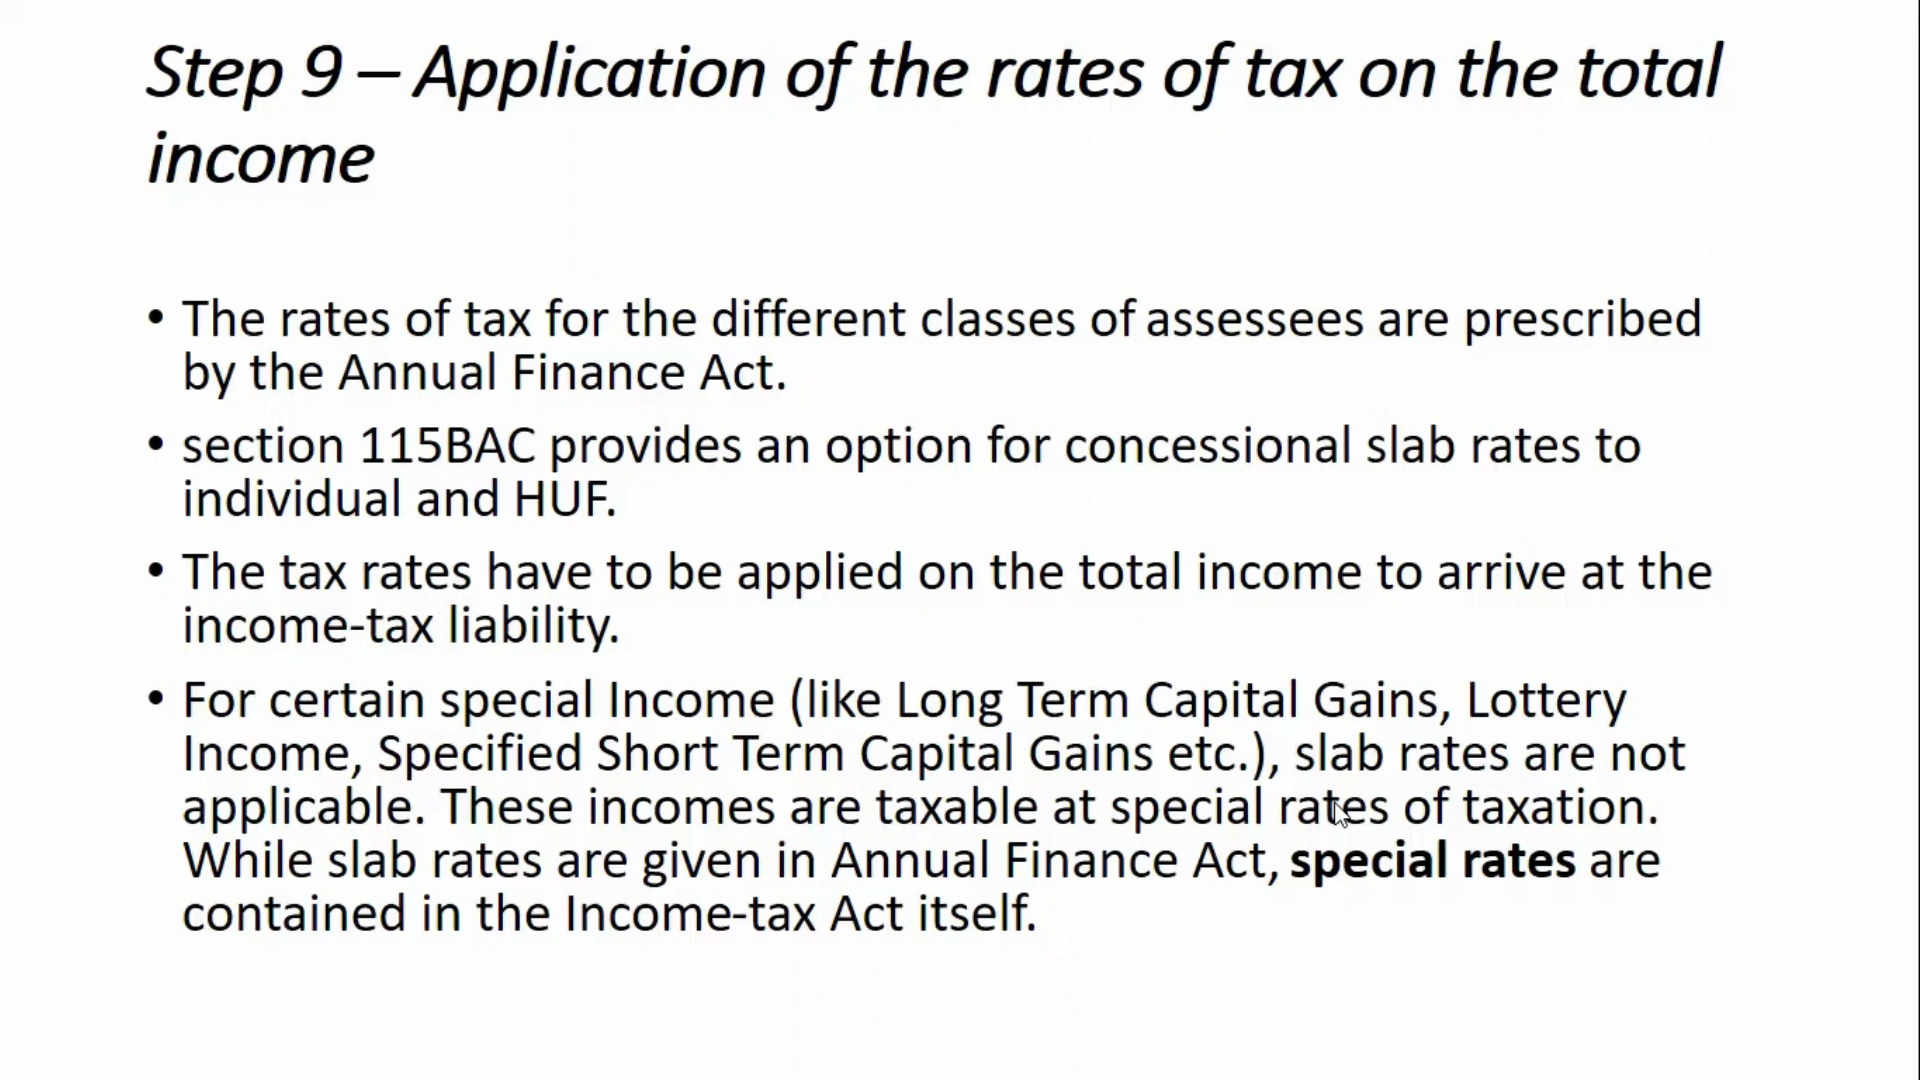 Step 9 – Application of the rates of tax on the total
income
• The rates of tax for the different classes of assessees are prescribed
by the Annual Finance Act.
• section 115BAC provides an option for concessional slab rates to
individual and HUF.
• The tax rates have to be applied on the total income to arrive at the
income-tax liability.
• For certain special Income (like Long Term Capital Gains, Lottery
Income, Specified Short Term Capital Gains etc.), slab rates are not
applicable. These incomes are taxable at special rates of taxation.
While slab rates are given in Annual Finance Act, special rates are
contained in the Income-tax Act itself.